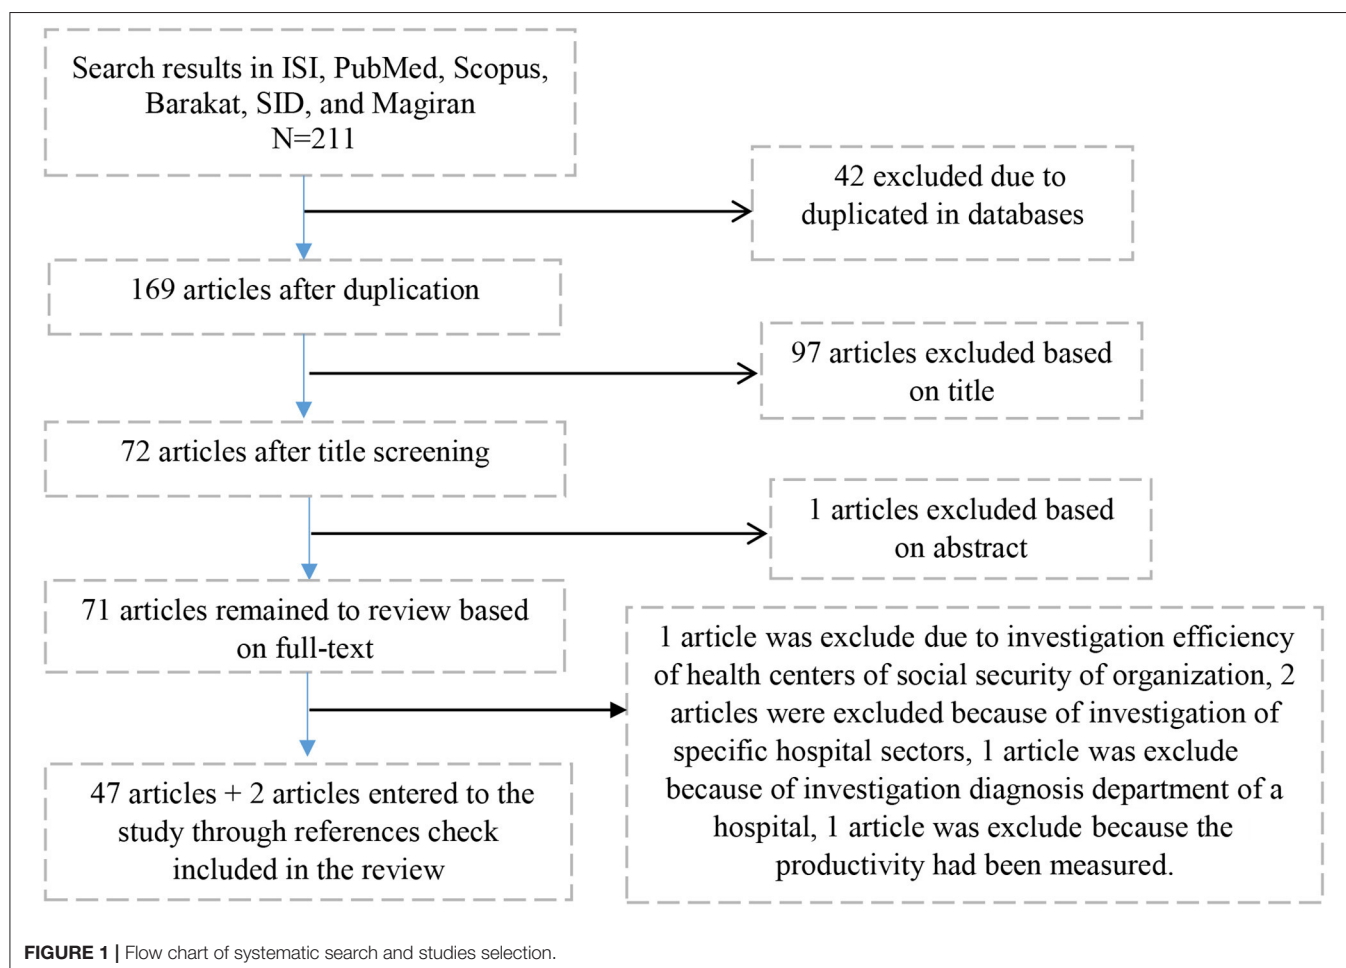 Search results in ISI, PubMed, Scopus,
Barakat, SID, and Magiran
N=211
42 excluded due to
duplicated in databases
169 articles after duplication
97 articles excluded based
on title
72 articles after title screening
1 articles excluded based
on abstract
71 articles remained to review based
on full-text
1 article was exclude due to investigation efficiency
of health centers of social security of organization, 2
articles were excluded because of investigation of
specific hospital sectors, 1 article was exclude
because of investigation diagnosis department of a
hospital, 1 article was exclude because the
productivity had been measured.
47 articles + 2 articles entered to the
study through references check
included in the review
FIGURE 1 | Flow chart of systematic search and studies selection.